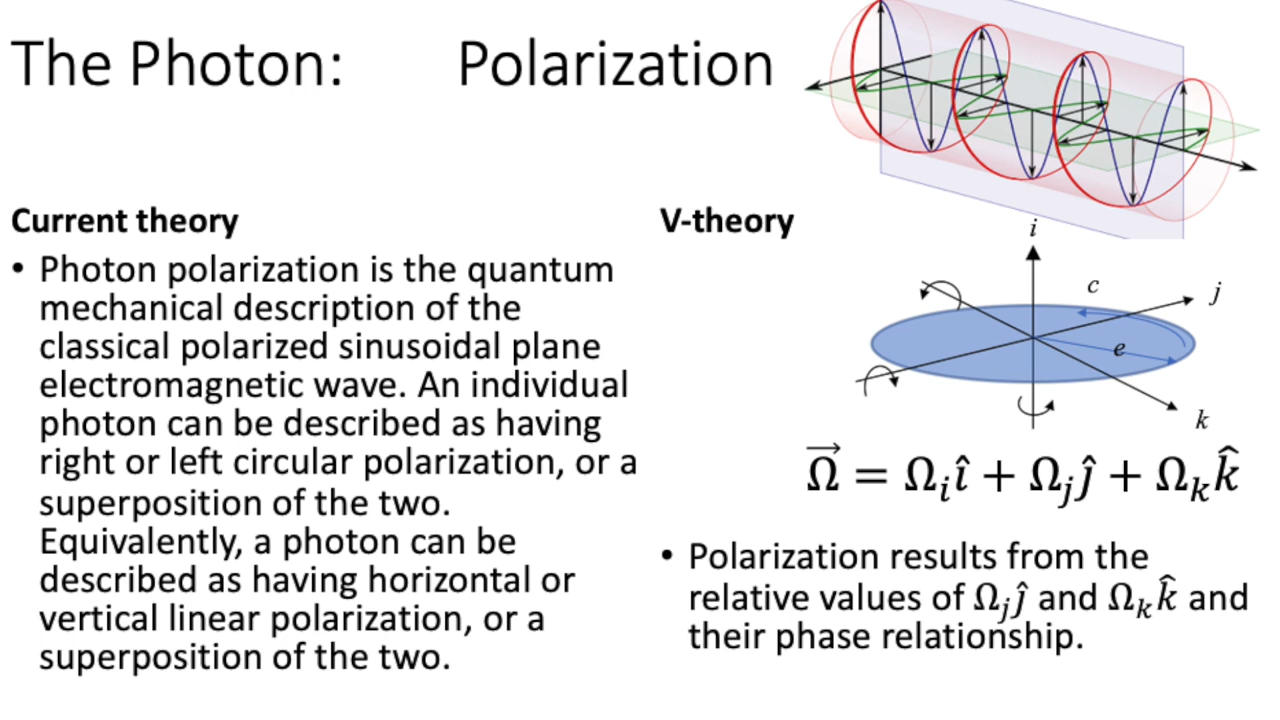 The Photon: Polarization
Current theory
• Photon polarization is the quantum
mechanical description of the
classical polarized sinusoidal plane
electromagnetic wave. An individual
photon can be described as having
right or left circular polarization, or a
superposition of the two.
Equivalently, a photon can be
described as having horizontal or
vertical linear polarization, or a
superposition of the two.
V-theory
i
c
j
e
k
$\vec{Ω} = Ω_i î + Ω_j ĵ + Ω_k \hat{k}$
• Polarization results from the
relative values of $Ω_j ĵ$ and $Ω_k \hat{k}$ and
their phase relationship.